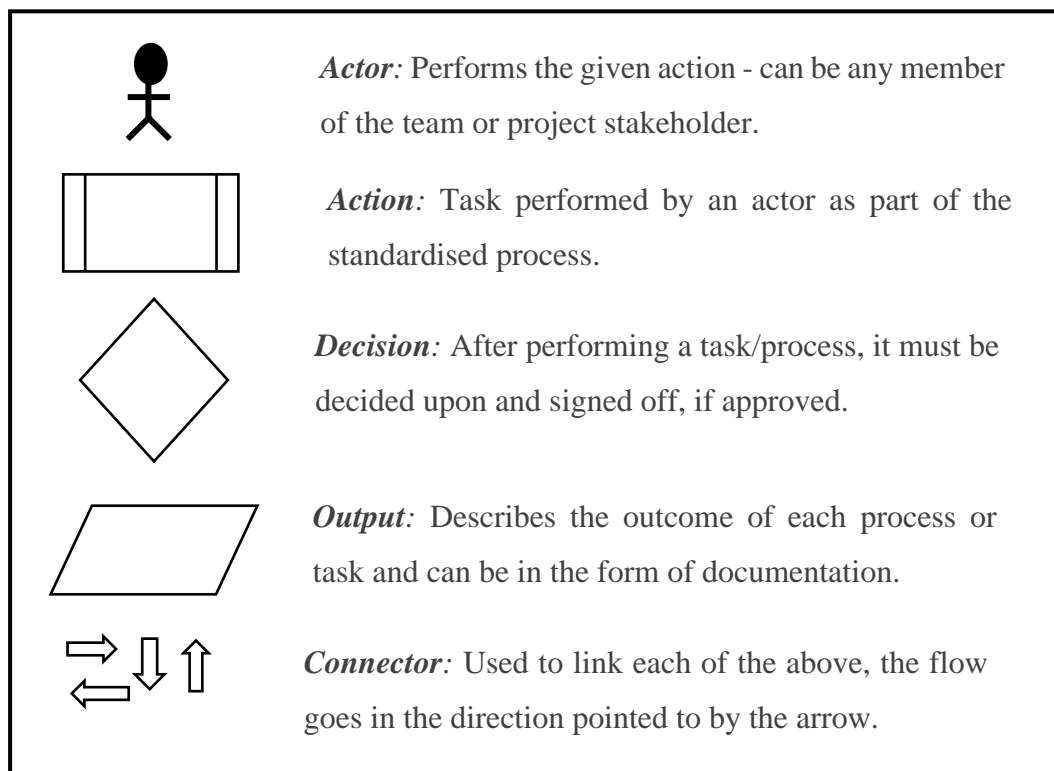 Actor: Performs the given action - can be any member
of the team or project stakeholder.
Action: Task performed by an actor as part of the
standardised process.
Decision: After performing a task/process, it must be
decided upon and signed off, if approved.
Output: Describes the outcome of each process or
task and can be in the form of documentation.
Connector: Used to link each of the above, the flow
goes in the direction pointed to by the arrow.